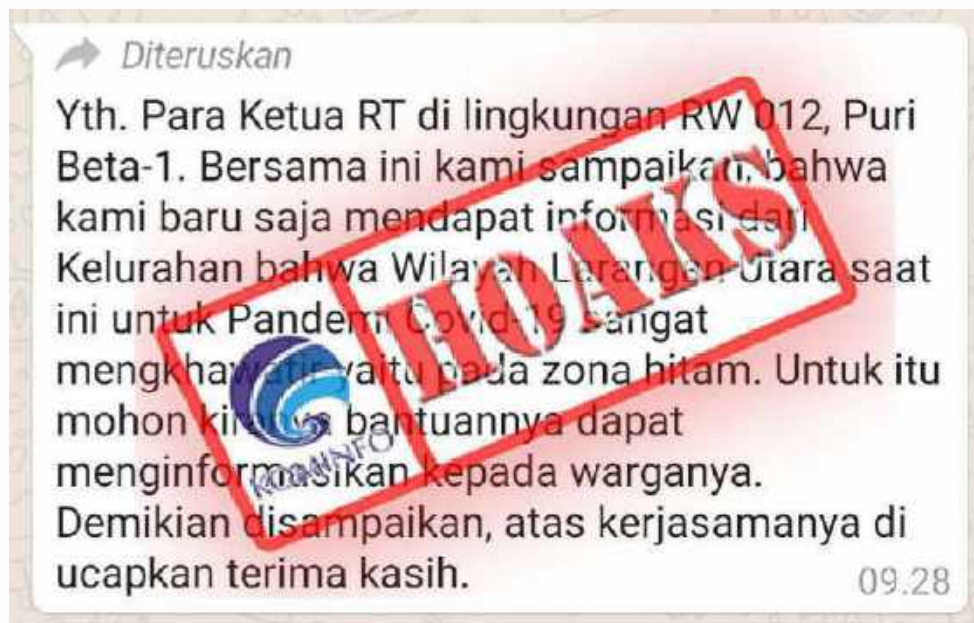 Diteruskan
Yth. Para Ketua RT di lingkungan RW 012, Puri
Beta-1. Bersama ini kami sampaikan, bahwa
kami baru saja mendapat informasi dari
Kelurahan bahwa Wilayah Larangan Utara saat
ini untuk Pandemi Covid-19 sangat
mengkhawatir yaitu pada zona hitam. Untuk itu
mohon kiranya bantuannya dapat
menginformasikan kepada warganya.
Demikian disampaikan, atas kerjasamanya di
ucapkan terima kasih.
09.28
HOAKS
KOMINFO